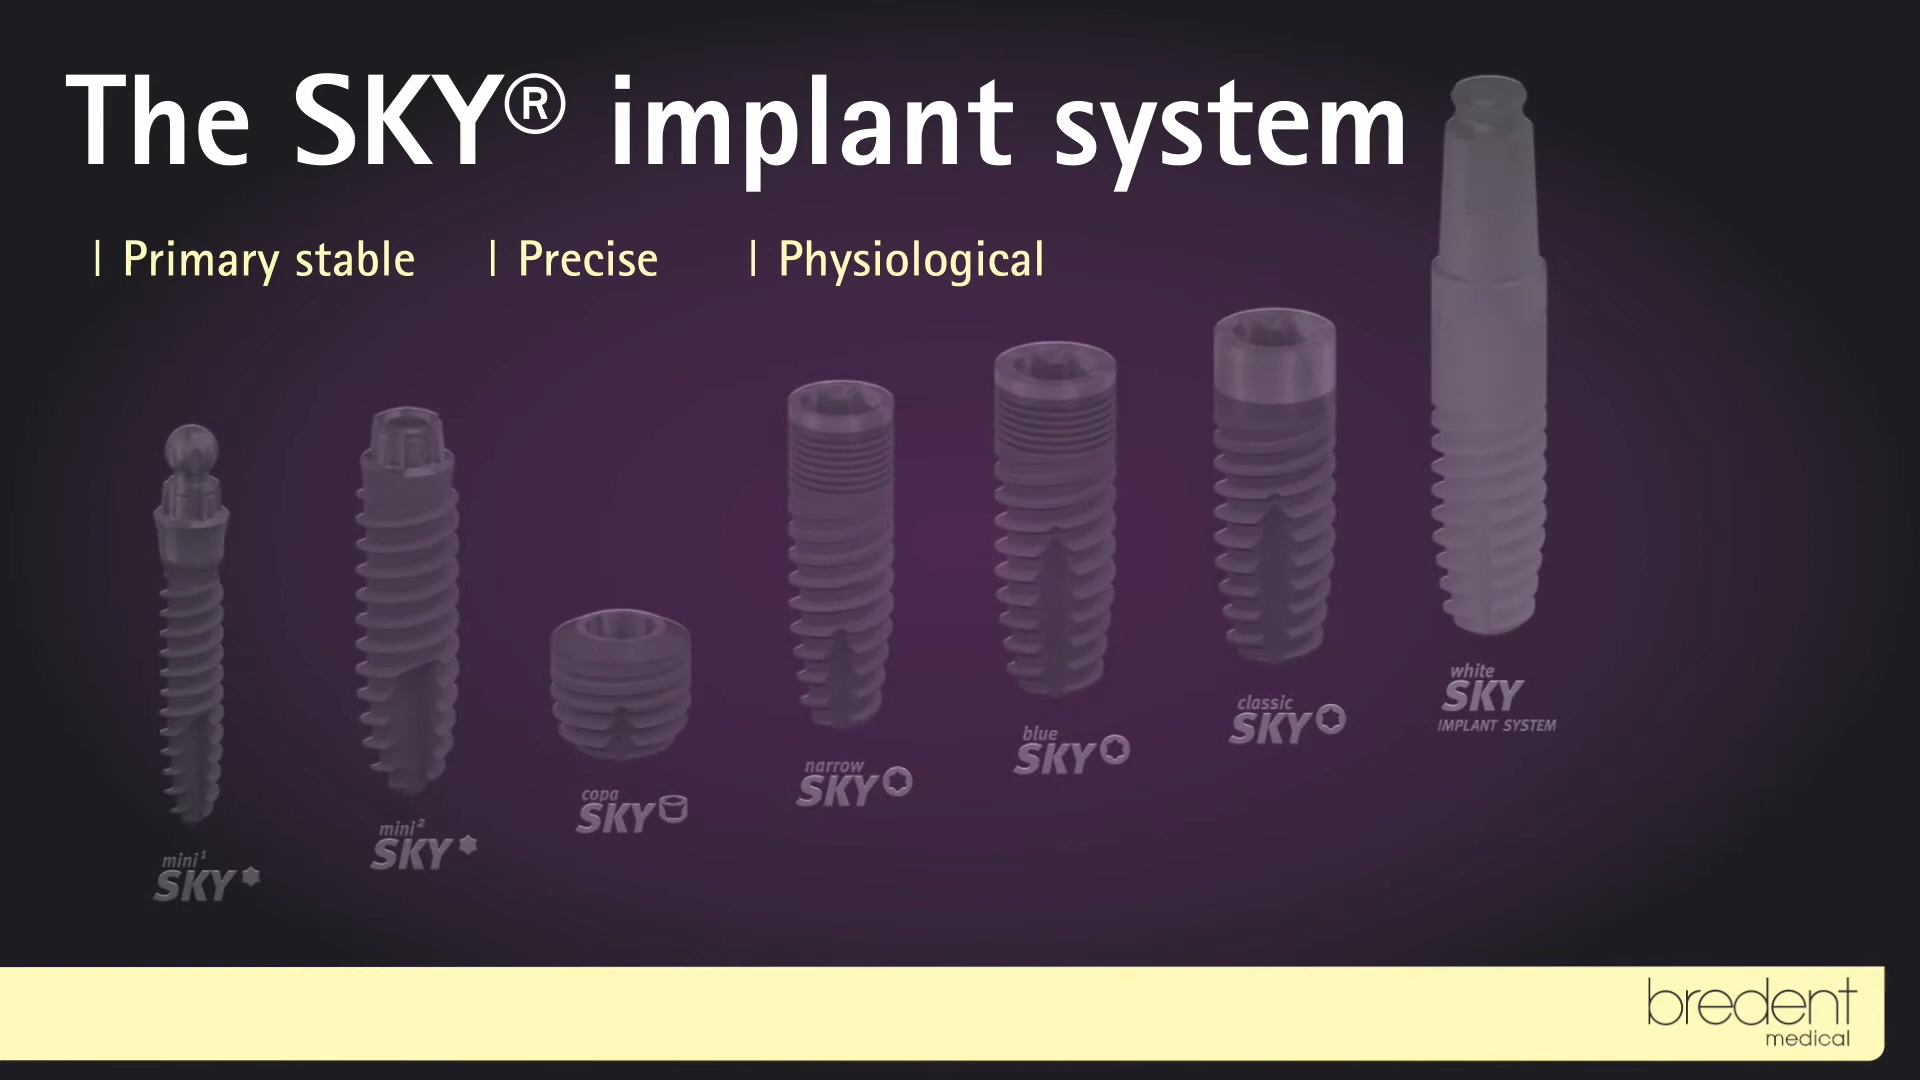 The SKY® implant system
| Primary stable | Precise | Physiological
mini¹
SKY
mini²
SKY
copa
SKY
narrow
SKY
blue
SKY
classic
SKY
white
SKY
IMPLANT SYSTEM
bredent
medical